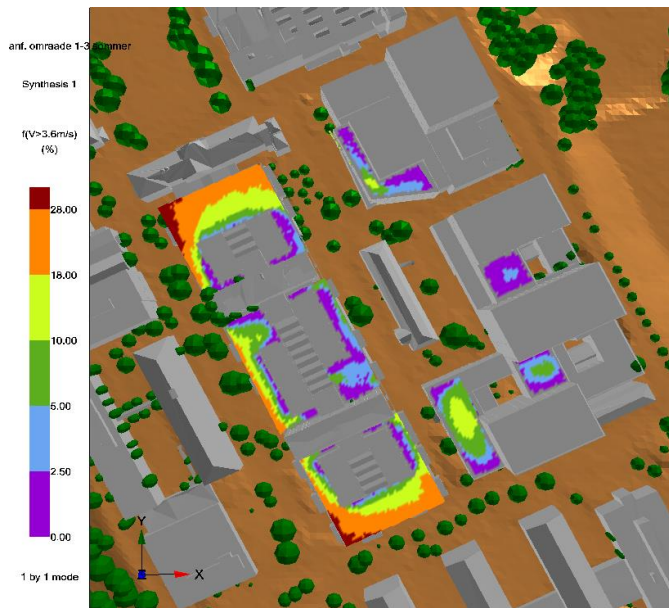 anf. omraade 1-3 sommer
Synthesis 1
f(V>3.6m/s)
(%)
28.00
18.00
10.00
5.00
2.50
0.00
Y
X
1 by 1 mode